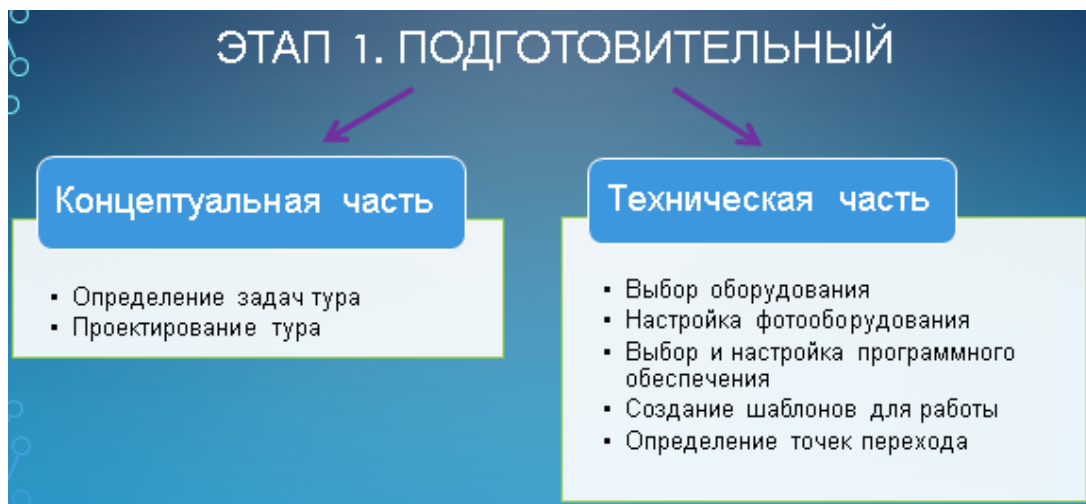 ЭТАП 1. ПОДГОТОВИТЕЛЬНЫЙ
Концептуальная часть
▪ Определение задач тура
▪ Проектирование тура
Техническая часть
▪ Выбор оборудования
▪ Настройка фотооборудования
▪ Выбор и настройка программного
обеспечения
▪ Создание шаблонов для работы
▪ Определение точек перехода